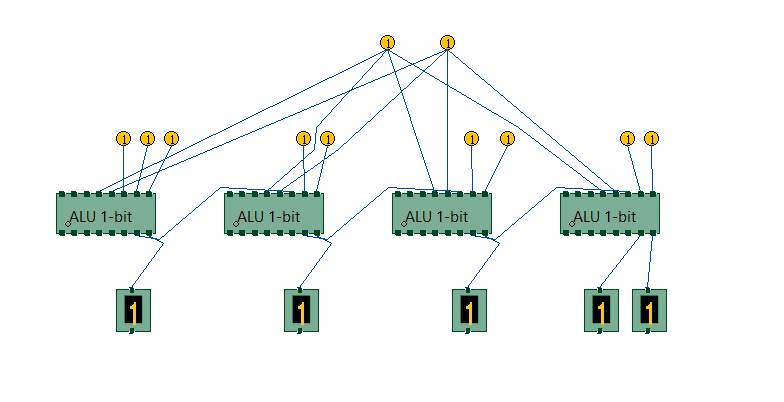 1 1
1 1 1 1 1 1 1 1 1
ALU 1-bit ALU 1-bit ALU 1-bit ALU 1-bit
1 1 1 1 1